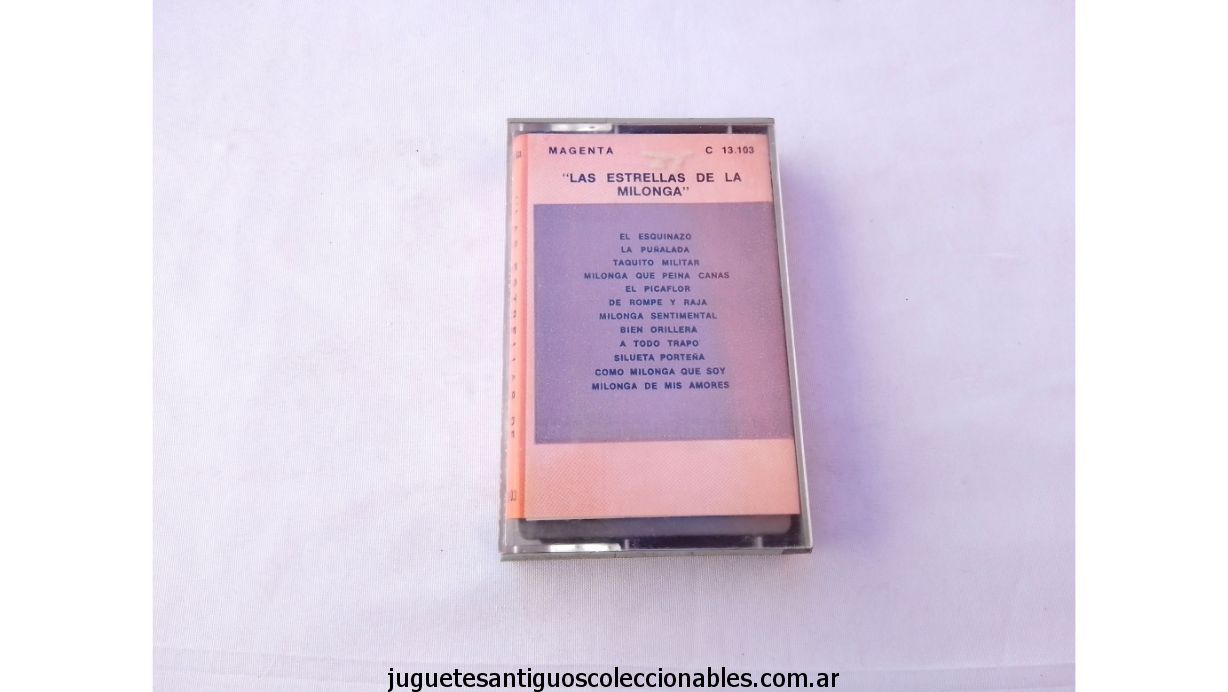 MAGENTA C 13.103
"LAS ESTRELLAS DE LA
MILONGA"
EL ESQUINAZO
LA PUÑALADA
TAQUITO MILITAR
MILONGA QUE PEINA CANAS
EL PICAFLOR
DE ROMPE Y RAJA
MILONGA SENTIMENTAL
BIEN ORILLERA
A TODO TRAPO
SILUETA PORTEÑA
COMO MILONGA QUE SOY
MILONGA DE MIS AMORES
juguetesantiguoscoleccionables.com.ar